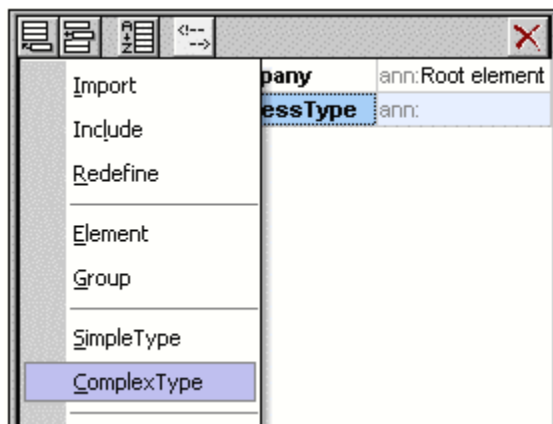 A
Z
<!--
-->
Import
pany ann:Root element
Include
essType ann:
Redefine
Element
Group
SimpleType
ComplexType